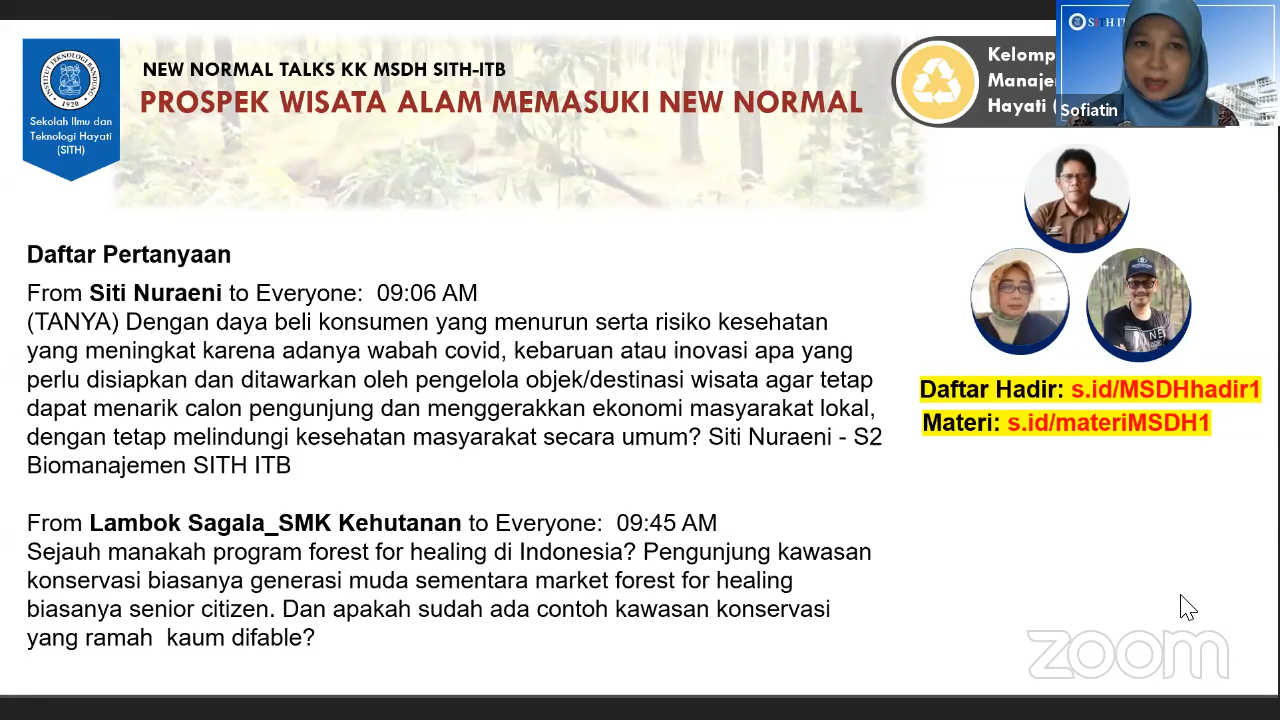 INSTITUT TEKNOLOGI BANDUNG
1920
Sekolah Ilmu dan
Teknologi Hayati
(SITH)
NEW NORMAL TALKS KK MSDH SITH-ITB
PROSPEK WISATA ALAM MEMASUKI NEW NORMAL
Kelomp
Manajem
Hayati (
SITH IT
Sofiatin
Daftar Pertanyaan
From Siti Nuraeni to Everyone: 09:06 AM
(TANYA) Dengan daya beli konsumen yang menurun serta risiko kesehatan
yang meningkat karena adanya wabah covid, kebaruan atau inovasi apa yang
perlu disiapkan dan ditawarkan oleh pengelola objek/destinasi wisata agar tetap
dapat menarik calon pengunjung dan menggerakkan ekonomi masyarakat lokal,
dengan tetap melindungi kesehatan masyarakat secara umum? Siti Nuraeni - S2
Biomanajemen SITH ITB
From Lambok Sagala_SMK Kehutanan to Everyone: 09:45 AM
Sejauh manakah program forest for healing di Indonesia? Pengunjung kawasan
konservasi biasanya generasi muda sementara market forest for healing
biasanya senior citizen. Dan apakah sudah ada contoh kawasan konservasi
yang ramah kaum difable?
Daftar Hadir: s.id/MSDHhadir1
Materi: s.id/materiMSDH1
zoom